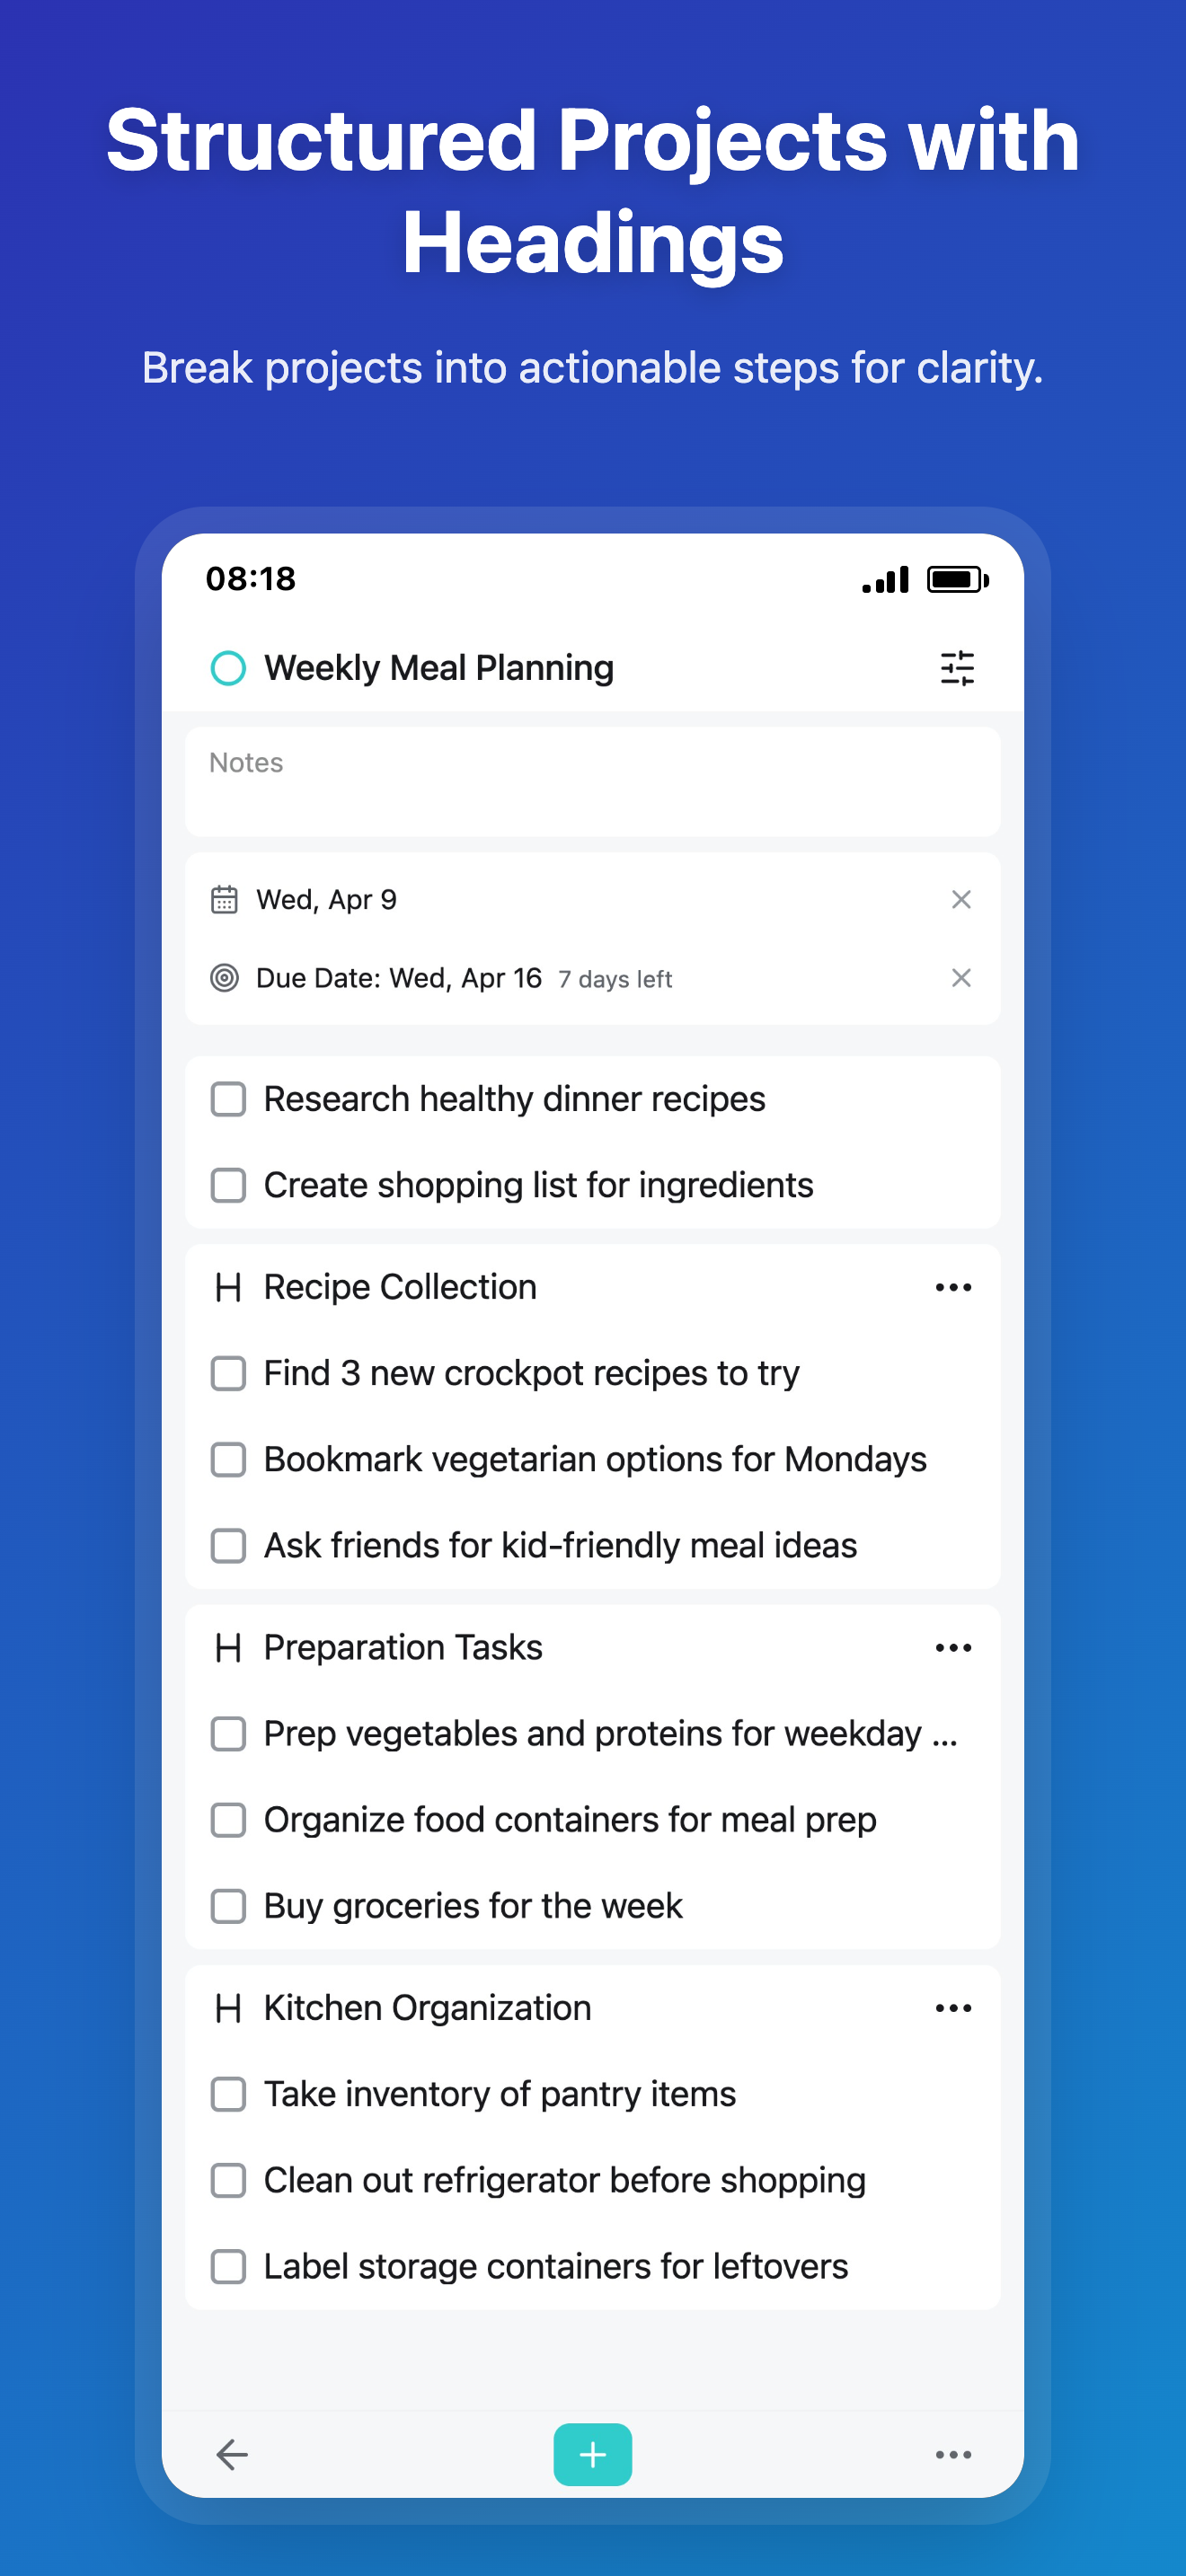 Structured Projects with
Headings
Break projects into actionable steps for clarity.
08:18
Weekly Meal Planning
Notes
Wed, Apr 9
Due Date: Wed, Apr 16 7 days left
Research healthy dinner recipes
Create shopping list for ingredients
H Recipe Collection
Find 3 new crockpot recipes to try
Bookmark vegetarian options for Mondays
Ask friends for kid-friendly meal ideas
H Preparation Tasks
Prep vegetables and proteins for weekday ...
Organize food containers for meal prep
Buy groceries for the week
H Kitchen Organization
Take inventory of pantry items
Clean out refrigerator before shopping
Label storage containers for leftovers